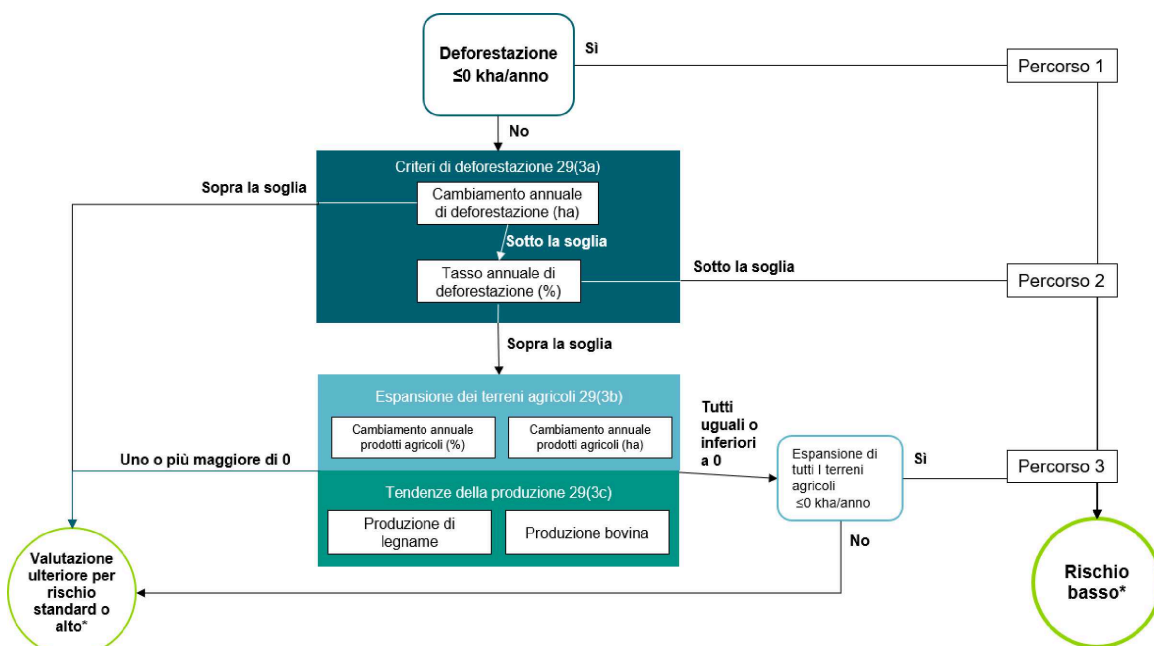 Deforestazione
≤0 kha/anno
Sì
Percorso 1
No
Criteri di deforestazione 29(3a)
Sopra la soglia
Cambiamento annuale
di deforestazione (ha)
Sotto la soglia
Tasso annuale di
deforestazione (%)
Sotto la soglia
Percorso 2
Sopra la soglia
Espansione dei terreni agricoli 29(3b)
Cambiamento annuale
prodotti agricoli (%)
Cambiamento annuale
prodotti agricoli (ha)
Tutti
uguali o
inferiori
a 0
Uno o più maggiore di 0
Espansione di
tutti I terreni
agricoli
≤0 kha/anno
Sì
Percorso 3
Tendenze della produzione 29(3c)
Produzione di
legname
Produzione bovina
No
Valutazione
ulteriore per
rischio
standard o
alto*
Rischio
basso*